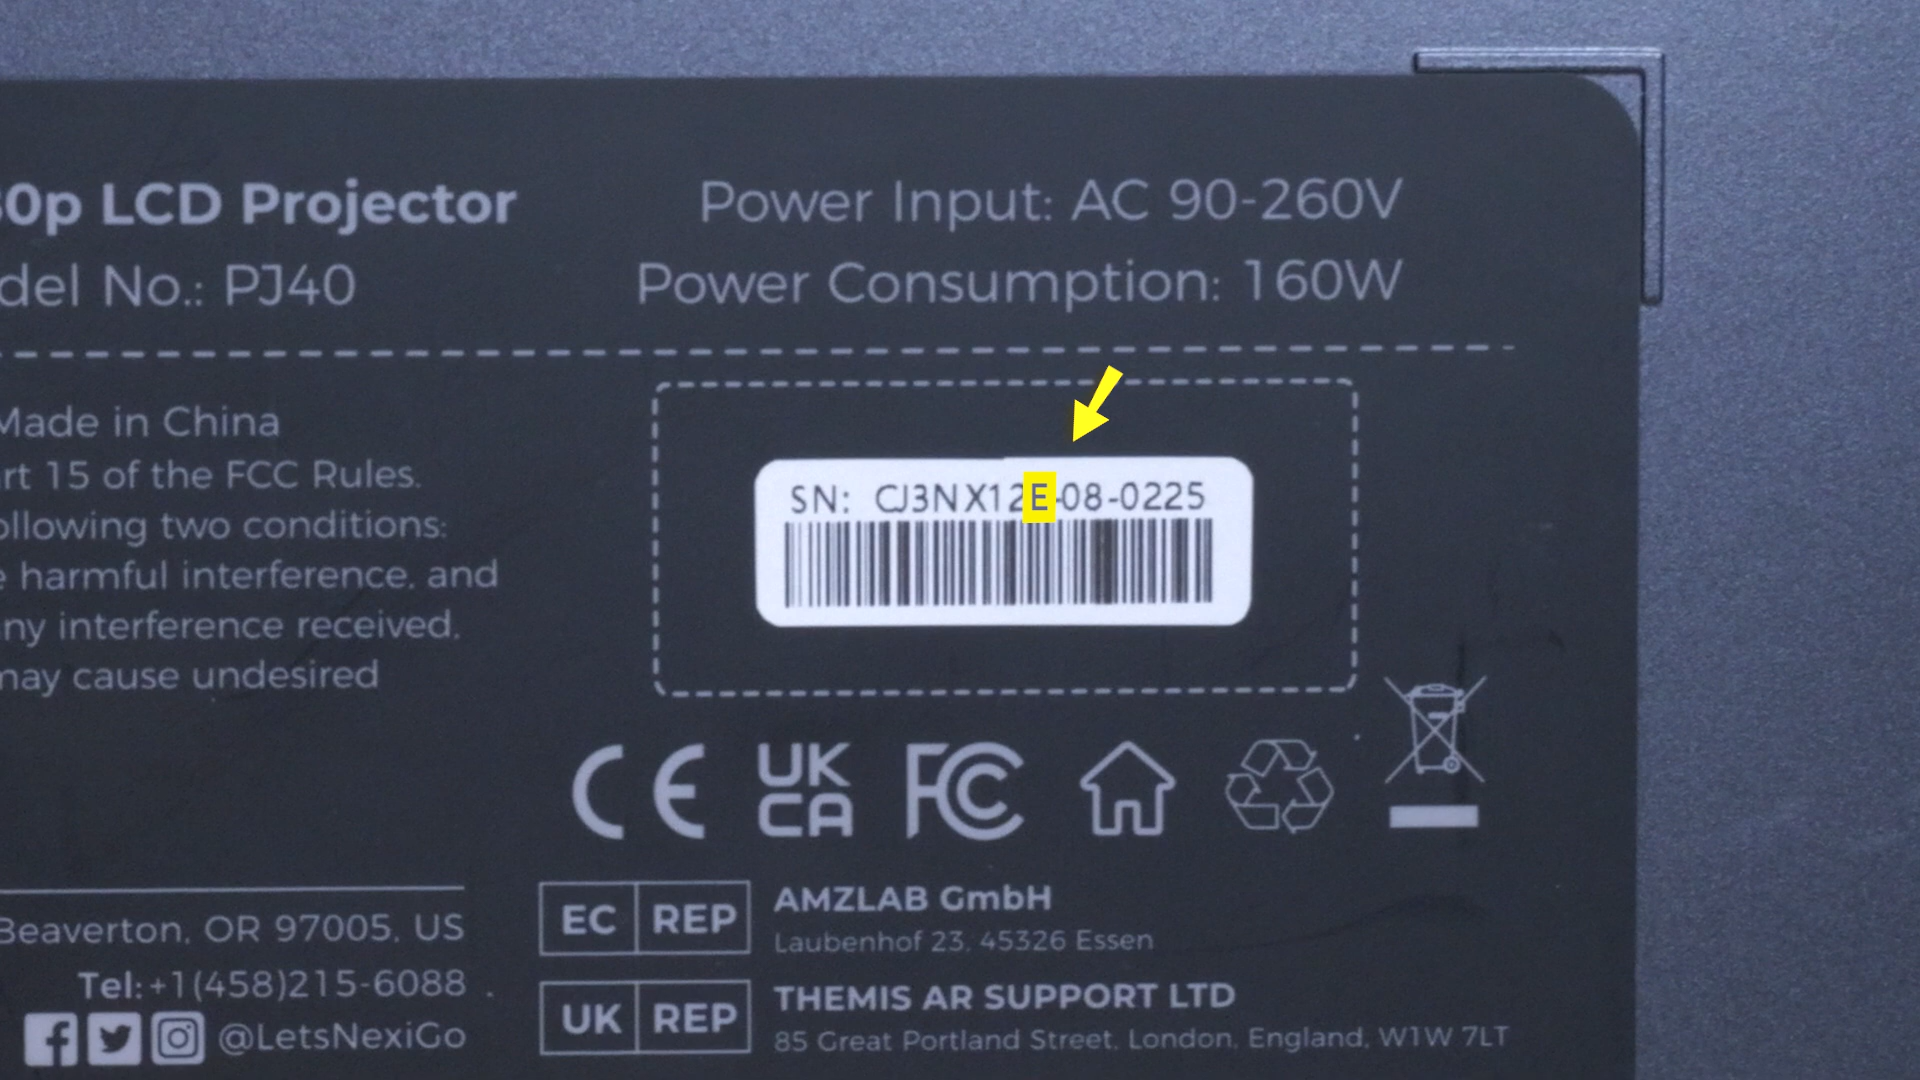 80p LCD Projector
del No.: PJ40
Power Input: AC 90-260V
Power Consumption: 160W
Made in China
rt 15 of the FCC Rules.
ollowing two conditions:
e harmful interference, and
ny interference received,
may cause undesired
SN: CJ3NX12E-08-0225
CE
UK
CA
FC
Beaverton, OR 97005, US
Tel:+1(458)215-6088
@LetsNexiGo
EC REP
AMZLAB GmbH
Laubenhof 23, 45326 Essen
UK REP
THEMIS AR SUPPORT LTD
85 Great Portland Street, London, England, W1W 7LT